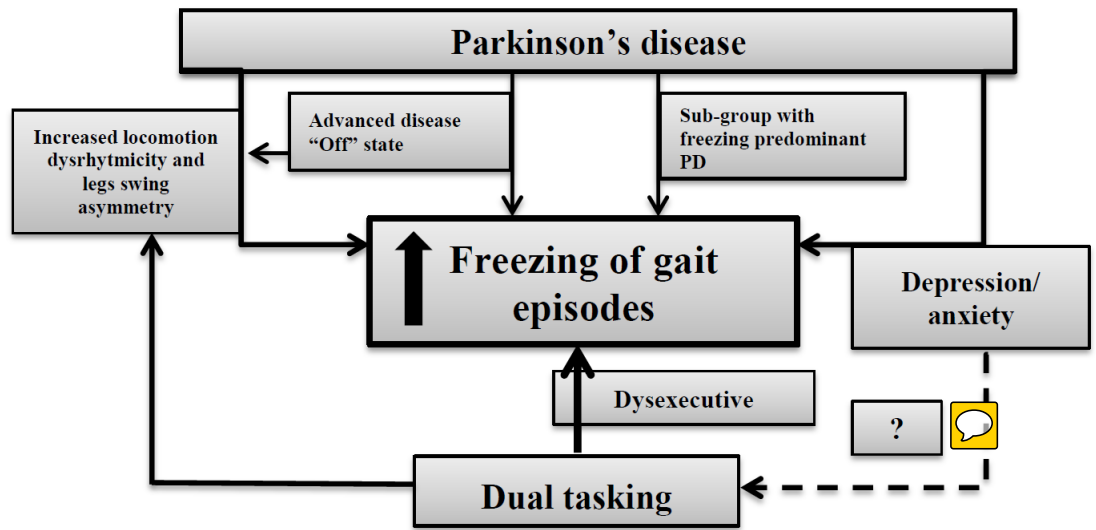 Parkinson’s disease
Increased locomotion
dysrhytmicity and
legs swing
asymmetry
Advanced disease
“Off” state
Sub-group with
freezing predominant
PD
Freezing of gait
episodes
Depression/
anxiety
Dysexecutive
?
Dual tasking